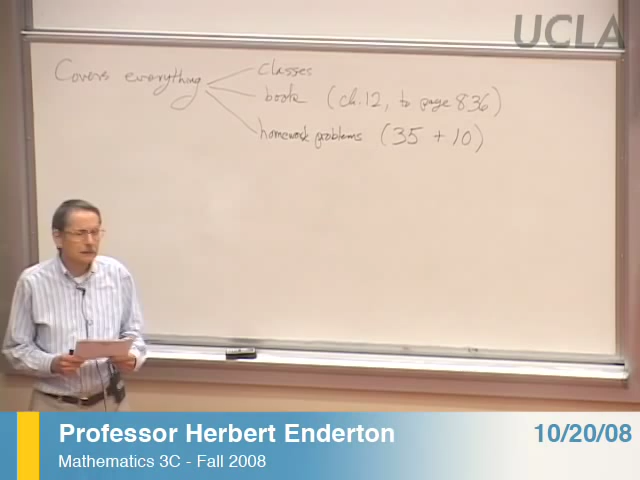 UCLA
Covers everything
classes
book (ch. 12, to page 836)
homework problems (35 + 10)
Professor Herbert Enderton
10/20/08
Mathematics 3C - Fall 2008